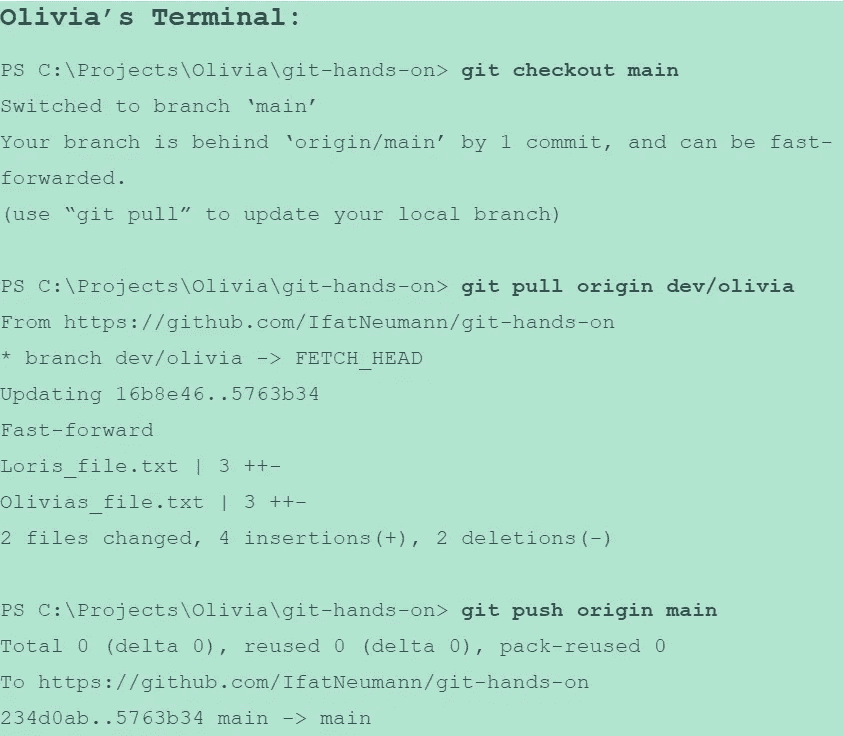 Olivia’s Terminal:
PS C:\Projects\Olivia\git-hands-on> git checkout main
Switched to branch ‘main’
Your branch is behind ‘origin/main’ by 1 commit, and can be fast-
forwarded.
(use “git pull” to update your local branch)
PS C:\Projects\Olivia\git-hands-on> git pull origin dev/olivia
From https://github.com/IfatNeumann/git-hands-on
* branch dev/olivia -> FETCH_HEAD
Updating 16b8e46..5763b34
Fast-forward
Loris_file.txt | 3 ++-
Olivias_file.txt | 3 ++-
2 files changed, 4 insertions(+), 2 deletions(-)
PS C:\Projects\Olivia\git-hands-on> git push origin main
Total 0 (delta 0), reused 0 (delta 0), pack-reused 0
To https://github.com/IfatNeumann/git-hands-on
234d0ab..5763b34 main -> main